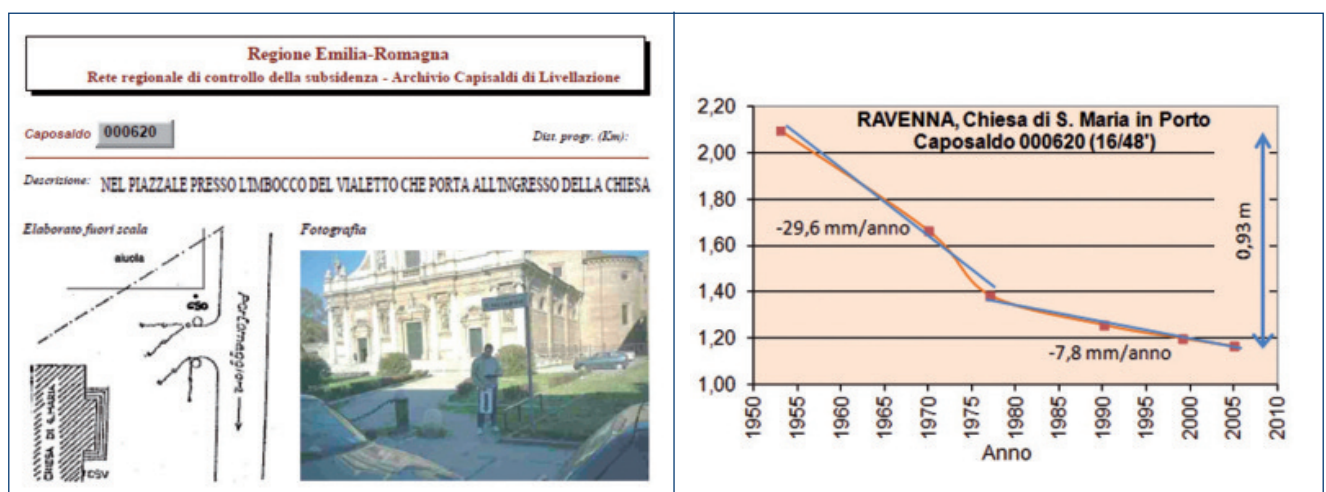 Regione Emilia-Romagna
Rete regionale di controllo della subsidenza - Archivio Capisaldi di Livellazione
Caposaldo 000620 Dist. progr. (Km):
Descrizione: NEL PIAZZALE PRESSO L'IMBOCCO DEL VIALETTO CHE PORTA ALL'INGRESSO DELLA CHIESA
Elaborato fuori scala
Fotografia
aiuola
CSO
Portomaggiore
CHIESA DI S. MARIA
CSV
RAVENNA, Chiesa di S. Maria in Porto
Caposaldo 000620 (16/48')
2,20
2,00
1,80
1,60
1,40
1,20
1,00
-29,6 mm/anno
-7,8 mm/anno
0,93 m
1950 1955 1960 1965 1970 1975 1980 1985 1990 1995 2000 2005 2010
Anno